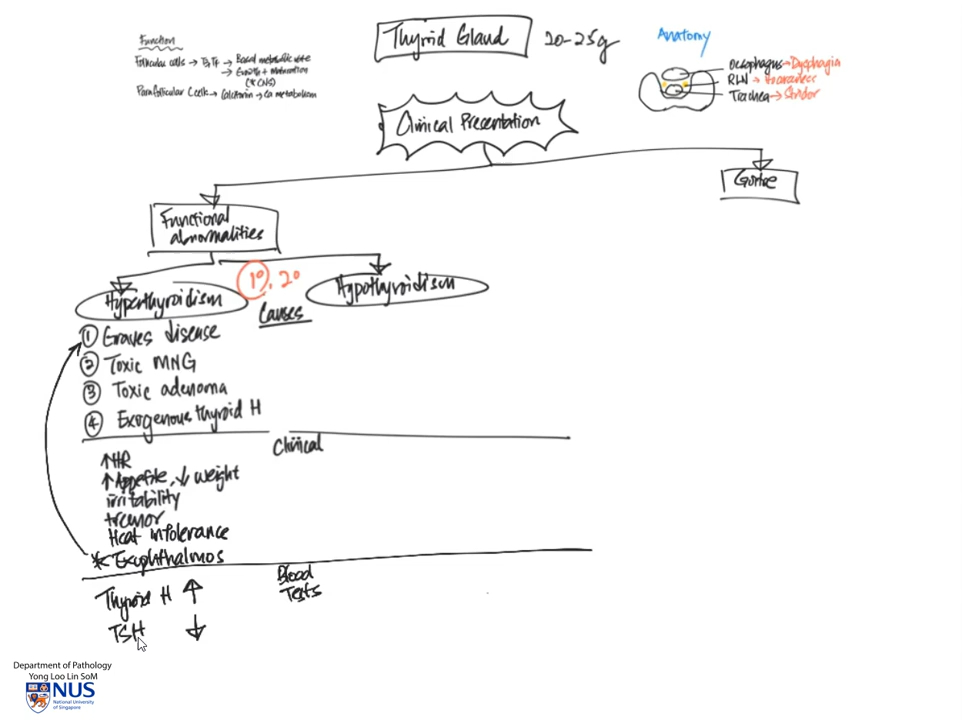 Thyroid Gland 20-25g
Function
Follicular cells → T3T4 → Basal metabolic rate
→ Growth + maturation
(*CNS)
Parafollicular C cell → Calcitonin → Ca metabolism
Anatomy
Oesophagus → Dysphagia
RLN → Hoarseness
Trachea → Stridor
Clinical Presentation
Goitre
Functional
abnormalities
1°, 2°
Hyperthyroidism
Hypothyroidism
Causes
① Graves disease
② Toxic MNG
③ Toxic adenoma
④ Exogenous thyroid H
Clinical
↑HR
↑Appetite, ↓ weight
irritability
tremor
Heat intolerance
* Exophthalmos
Blood
Tests
Thyroid H ↑
TSH ↓
Department of Pathology
Yong Loo Lin SoM
NUS
National University
of Singapore